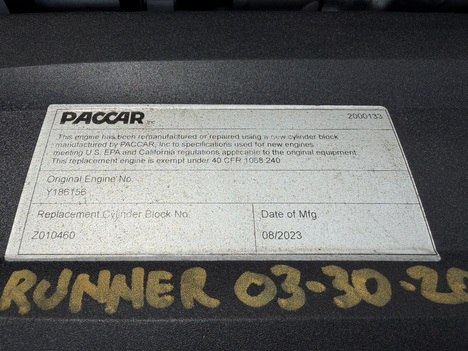 PACCAR Inc
2000133
This engine has been remanufactured or repaired using a new cylinder block
manufactured by PACCAR, Inc to specifications used for new engines
meeting U.S. EPA and California regulations applicable to the original equipment.
This replacement engine is exempt under 40 CFR 1068.240
Original Engine No.
Y186156
Replacement Cylinder Block No.
Z010460
Date of Mfg.
08/2023
RUNNER 03-30-2